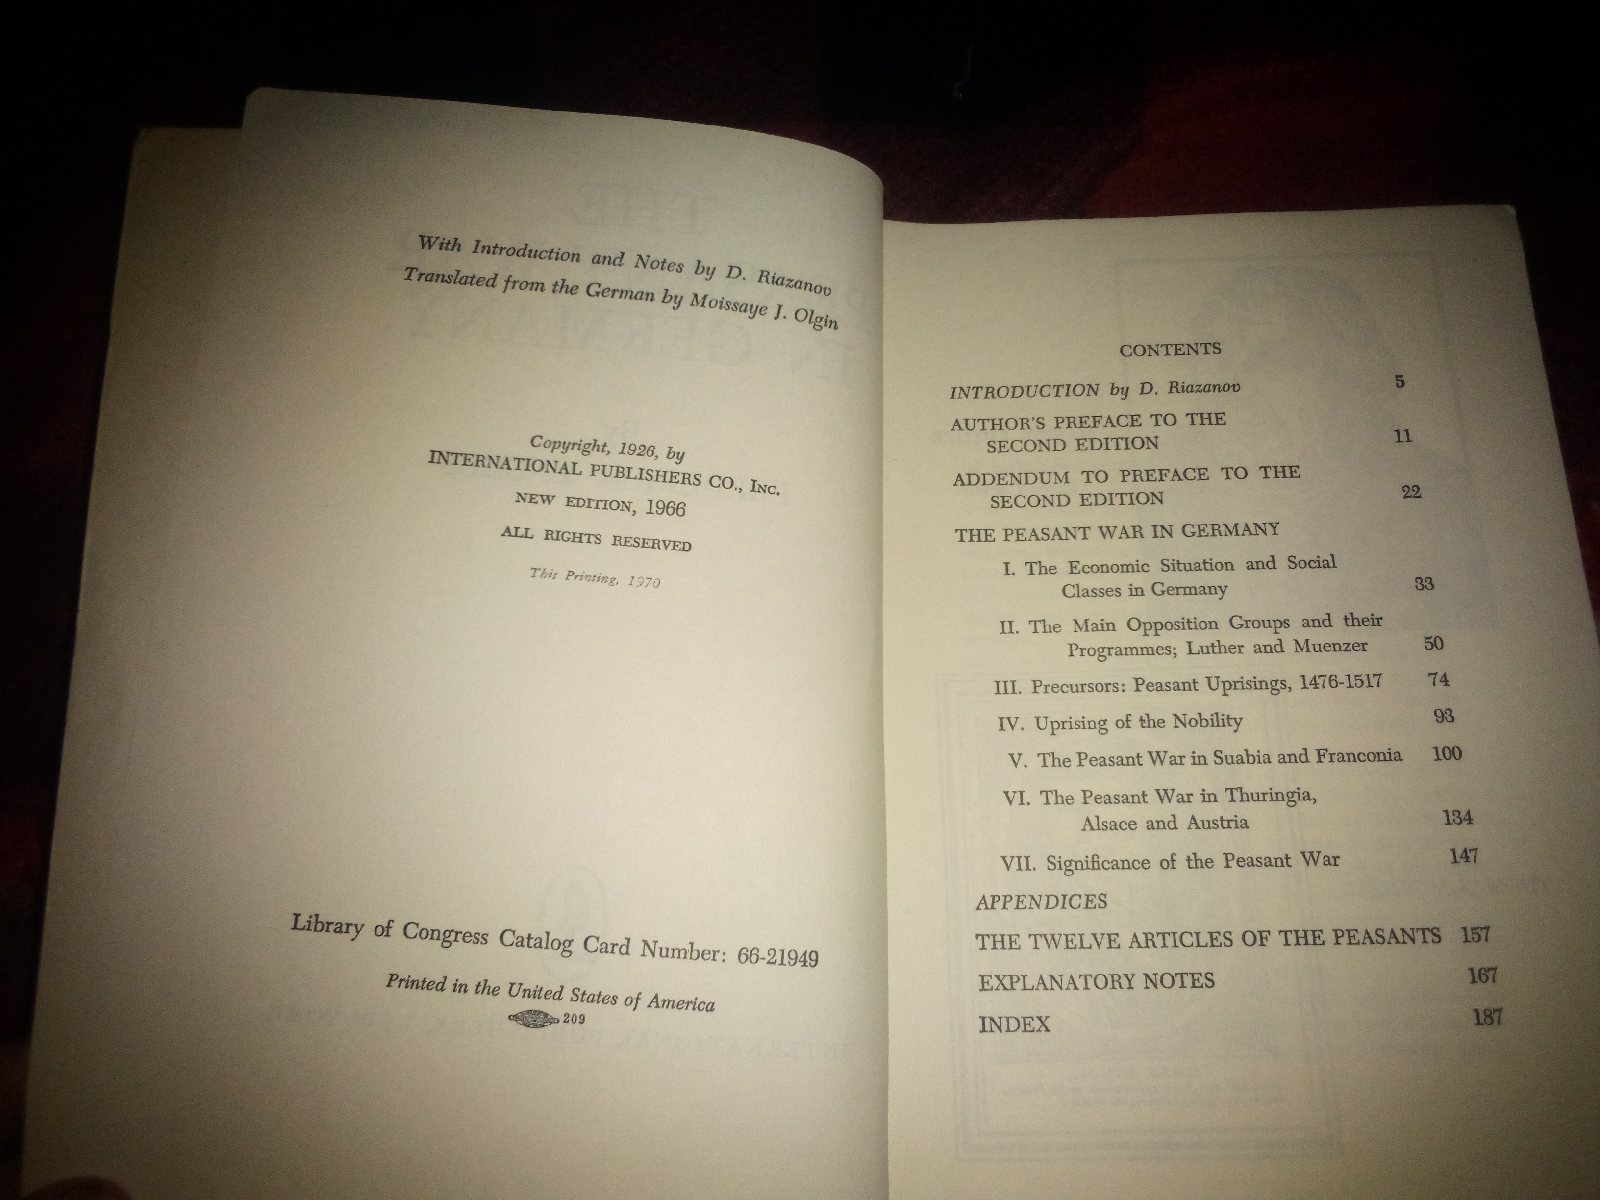 With Introduction and Notes by D. Riazanov
Translated from the German by Moissaye J. Olgin
Copyright, 1926, by
INTERNATIONAL PUBLISHERS CO., INC.
NEW EDITION, 1966
ALL RIGHTS RESERVED
This Printing, 1970
Library of Congress Catalog Card Number: 66-21949
Printed in the United States of America
209
CONTENTS
INTRODUCTION by D. Riazanov 5
AUTHOR'S PREFACE TO THE
SECOND EDITION 11
ADDENDUM TO PREFACE TO THE
SECOND EDITION 22
THE PEASANT WAR IN GERMANY
I. The Economic Situation and Social
Classes in Germany 33
II. The Main Opposition Groups and their
Programmes; Luther and Muenzer 50
III. Precursors: Peasant Uprisings, 1476-1517 74
IV. Uprising of the Nobility 93
V. The Peasant War in Suabia and Franconia 100
VI. The Peasant War in Thuringia,
Alsace and Austria 134
VII. Significance of the Peasant War 147
APPENDICES
THE TWELVE ARTICLES OF THE PEASANTS 157
EXPLANATORY NOTES 167
INDEX 187